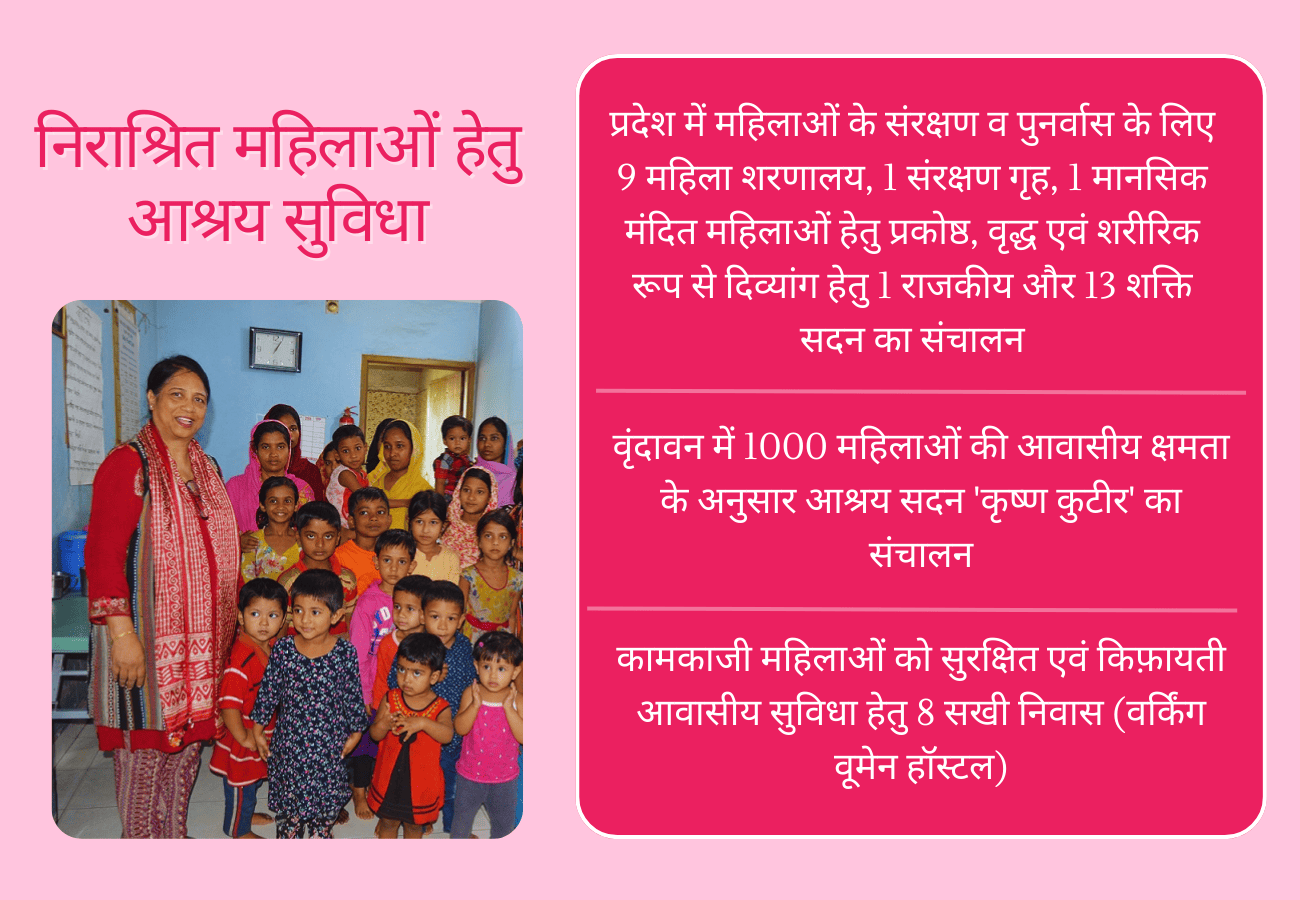 निराश्रित महिलाओं हेतु
आश्रय सुविधा
प्रदेश में महिलाओं के संरक्षण व पुनर्वास के लिए
9 महिला शरणालय, 1 संरक्षण गृह, 1 मानसिक
मंदित महिलाओं हेतु प्रकोष्ठ, वृद्ध एवं शरीरिक
रूप से दिव्यांग हेतु 1 राजकीय और 13 शक्ति
सदन का संचालन
वृंदावन में 1000 महिलाओं की आवासीय क्षमता
के अनुसार आश्रय सदन 'कृष्ण कुटीर' का
संचालन
कामकाजी महिलाओं को सुरक्षित एवं किफ़ायती
आवासीय सुविधा हेतु 8 सखी निवास (वर्किंग
वूमेन हॉस्टल)